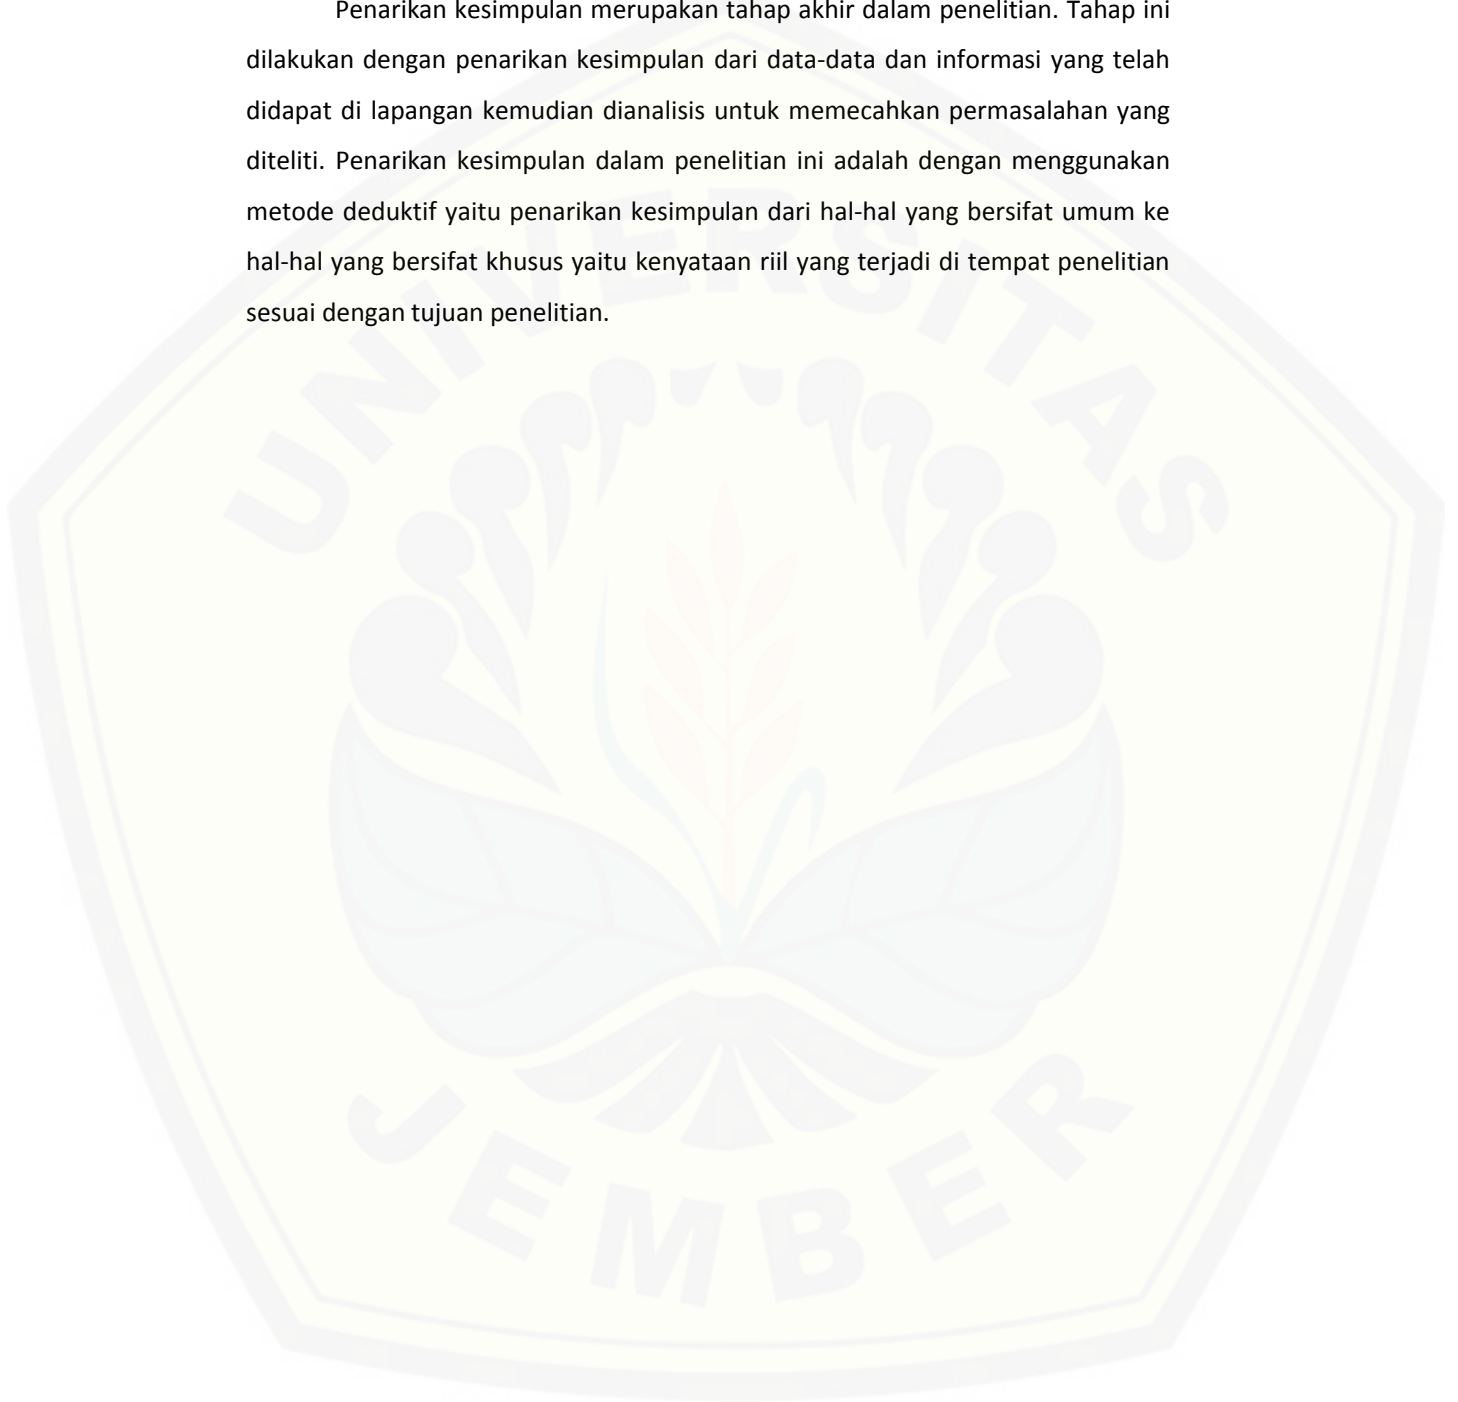 Penarikan kesimpulan merupakan tahap akhir dalam penelitian. Tahap ini
dilakukan dengan penarikan kesimpulan dari data-data dan informasi yang telah
didapat di lapangan kemudian dianalisis untuk memecahkan permasalahan yang
diteliti. Penarikan kesimpulan dalam penelitian ini adalah dengan menggunakan
metode deduktif yaitu penarikan kesimpulan dari hal-hal yang bersifat umum ke
hal-hal yang bersifat khusus yaitu kenyataan riil yang terjadi di tempat penelitian
sesuai dengan tujuan penelitian.
UNIVERSITAS
JEMBER